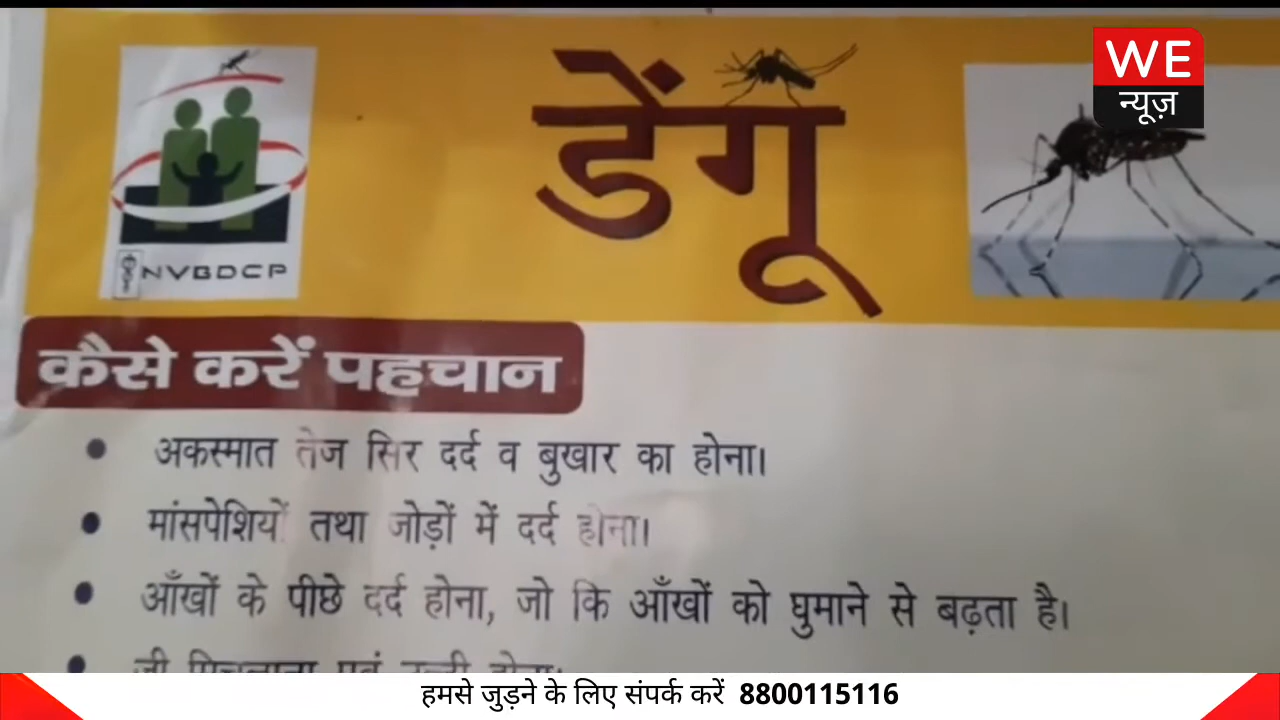 WE
न्यूज़
डेंगू
NVBDCP
कैसे करें पहचान
• अकस्मात तेज सिर दर्द व बुखार का होना।
• मांसपेशियों तथा जोड़ों में दर्द होना।
• आँखों के पीछे दर्द होना, जो कि आँखों को घुमाने से बढ़ता है।
हमसे जुड़ने के लिए संपर्क करें 8800115116